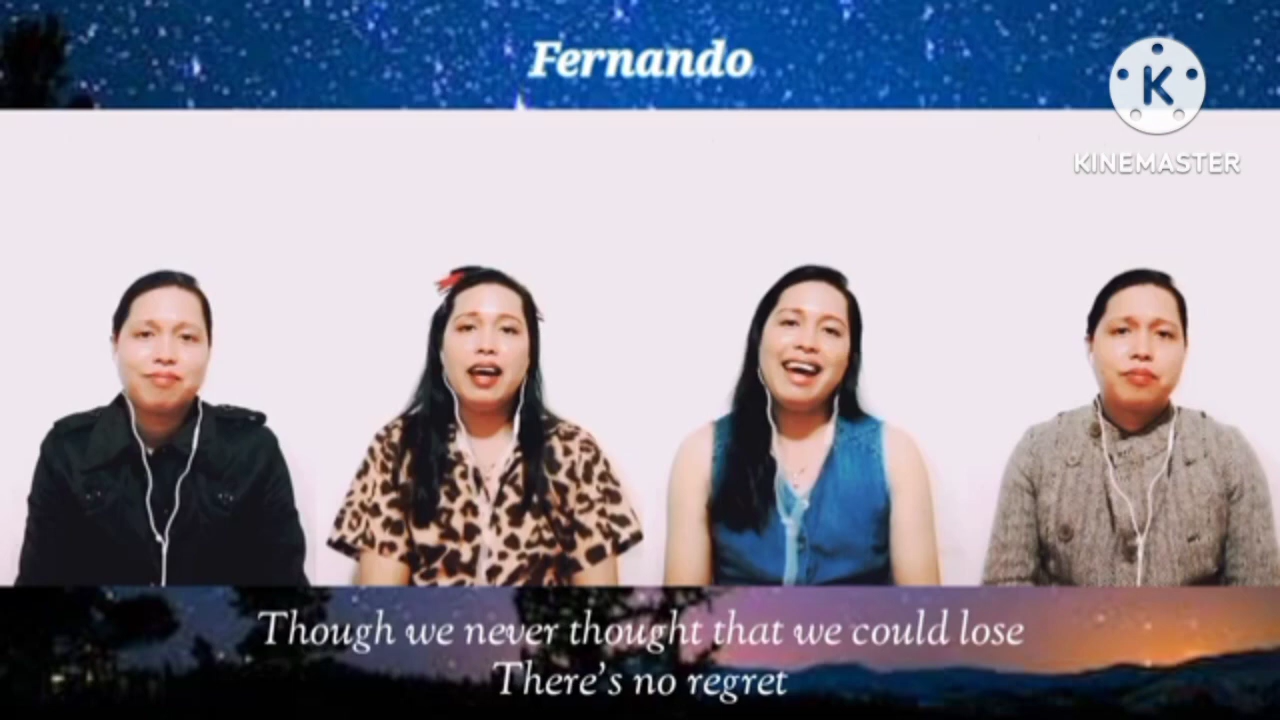 Fernando
K
KINEMASTER
Though we never thought that we could lose
There's no regret